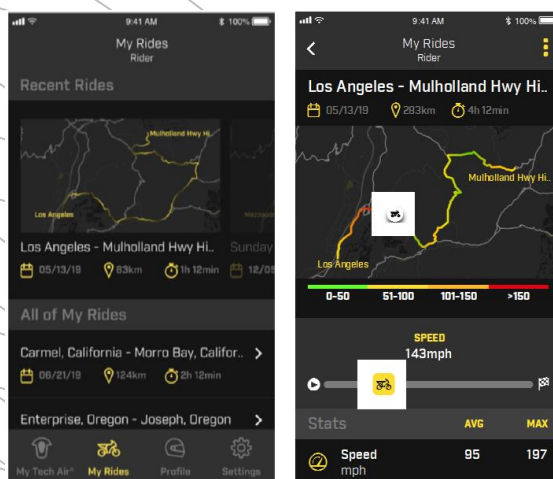 9:41 AM
100%
My Rides
Rider
Recent Rides
Mulholland Hwy Hi..
Los Angeles
Los Angeles - Mulholland Hwy Hi..
Sunday
05/13/19
83km
1h 12min
All of My Rides
Carmel, California - Morro Bay, Califor..
06/21/19
124km
2h 12min
Enterprise, Oregon - Joseph, Oregon
My Tech Air®
My Rides
Profile
Settings
9:41 AM
100%
My Rides
Rider
Los Angeles - Mulholland Hwy Hi..
05/13/19
283km
4h 12min
Mulholland Hwy Hi..
Los Angeles
0-50
51-100
101-150
>150
SPEED
143mph
Stats
AVG
MAX
Speed
95
197
mph